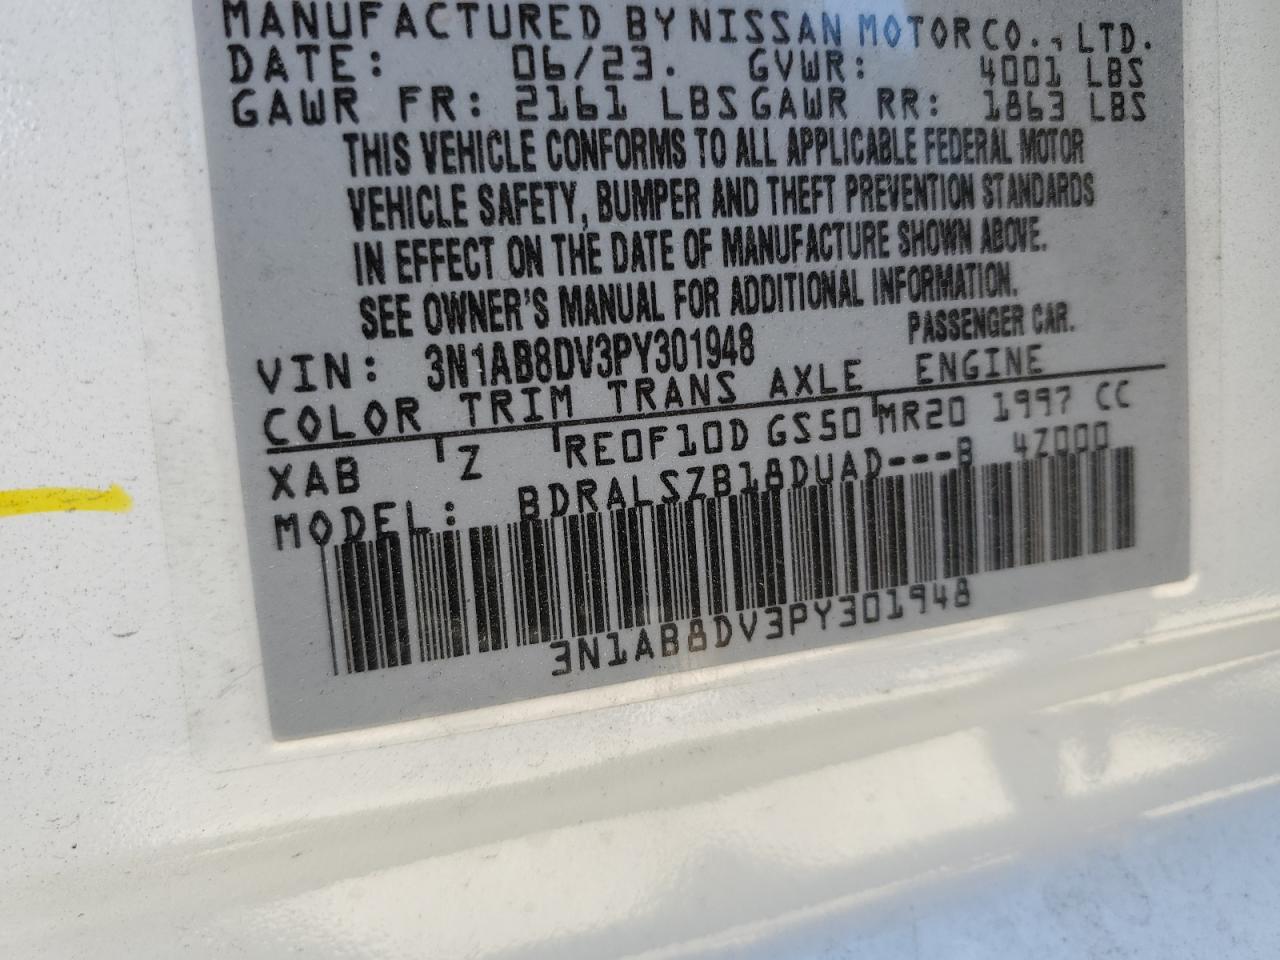 MANUFACTURED BY NISSAN MOTOR CO., LTD.
DATE: 06/23. GVWR: 4001 LBS
GAWR FR: 2161 LBS GAWR RR: 1863 LBS
THIS VEHICLE CONFORMS TO ALL APPLICABLE FEDERAL MOTOR
VEHICLE SAFETY, BUMPER AND THEFT PREVENTION STANDARDS
IN EFFECT ON THE DATE OF MANUFACTURE SHOWN ABOVE.
SEE OWNER'S MANUAL FOR ADDITIONAL INFORMATION.
VIN: 3N1AB8DV3PY301948 PASSENGER CAR.
COLOR TRIM TRANS AXLE ENGINE
XAB Z RE0F10D GS50 MR20 1997 CC
MODEL: BDRALSZB18DUAD---B 4Z000
3N1AB8DV3PY301948